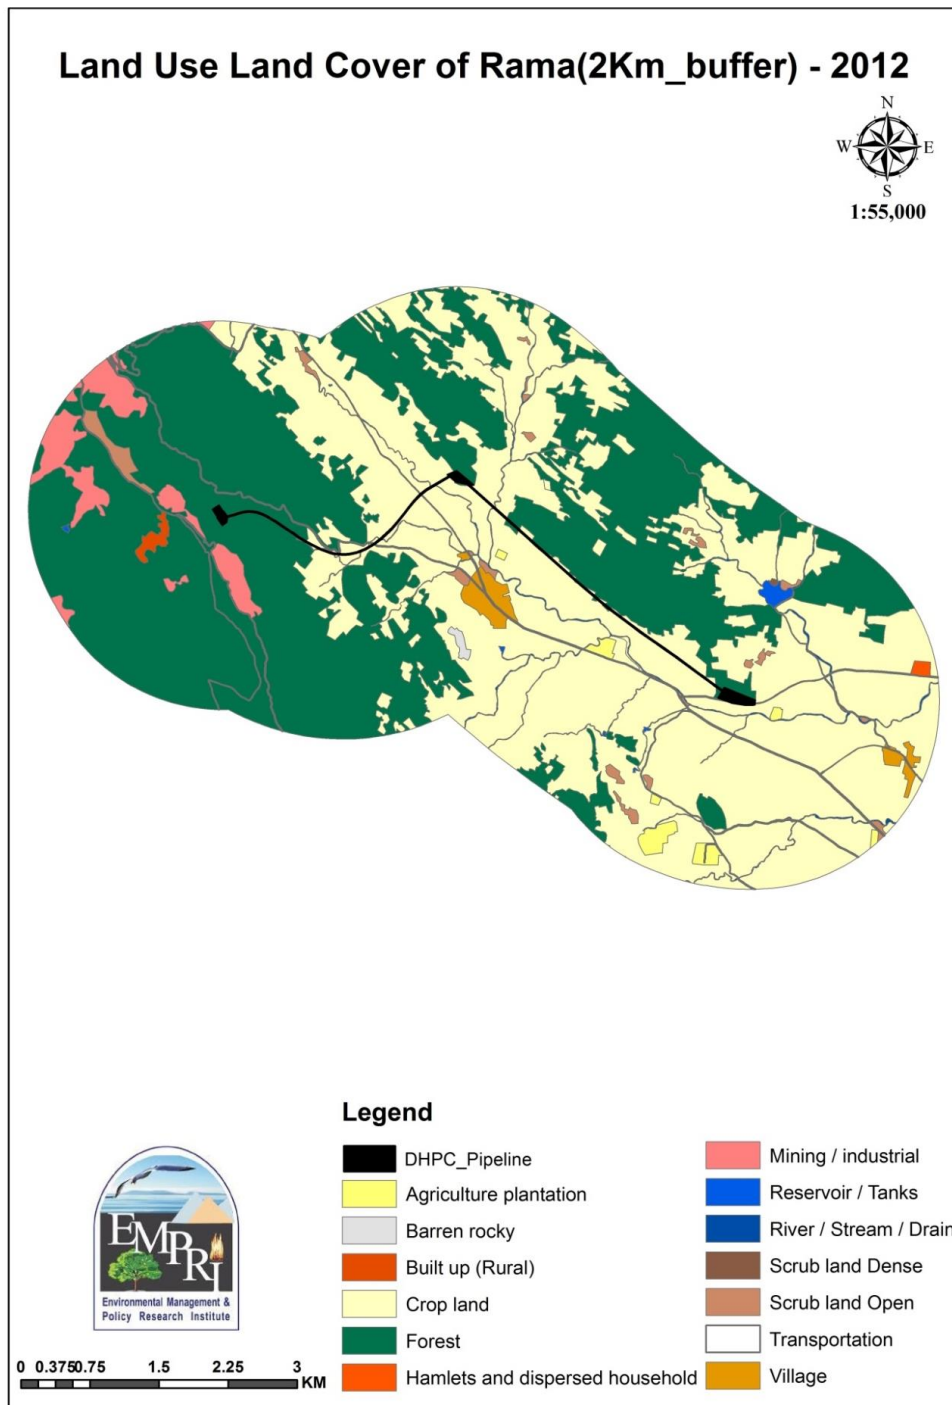 Land Use Land Cover of Rama(2Km_buffer) - 2012
N
W
E
S
1:55,000
Legend
DHPC_Pipeline
Agriculture plantation
Barren rocky
Built up (Rural)
Crop land
Forest
Hamlets and dispersed household
Mining / industrial
Reservoir / Tanks
River / Stream / Drain
Scrub land Dense
Scrub land Open
Transportation
Village
EMPRI
Environmental Management &
Policy Research Institute
0 0.375 0.75 1.5 2.25 3
KM